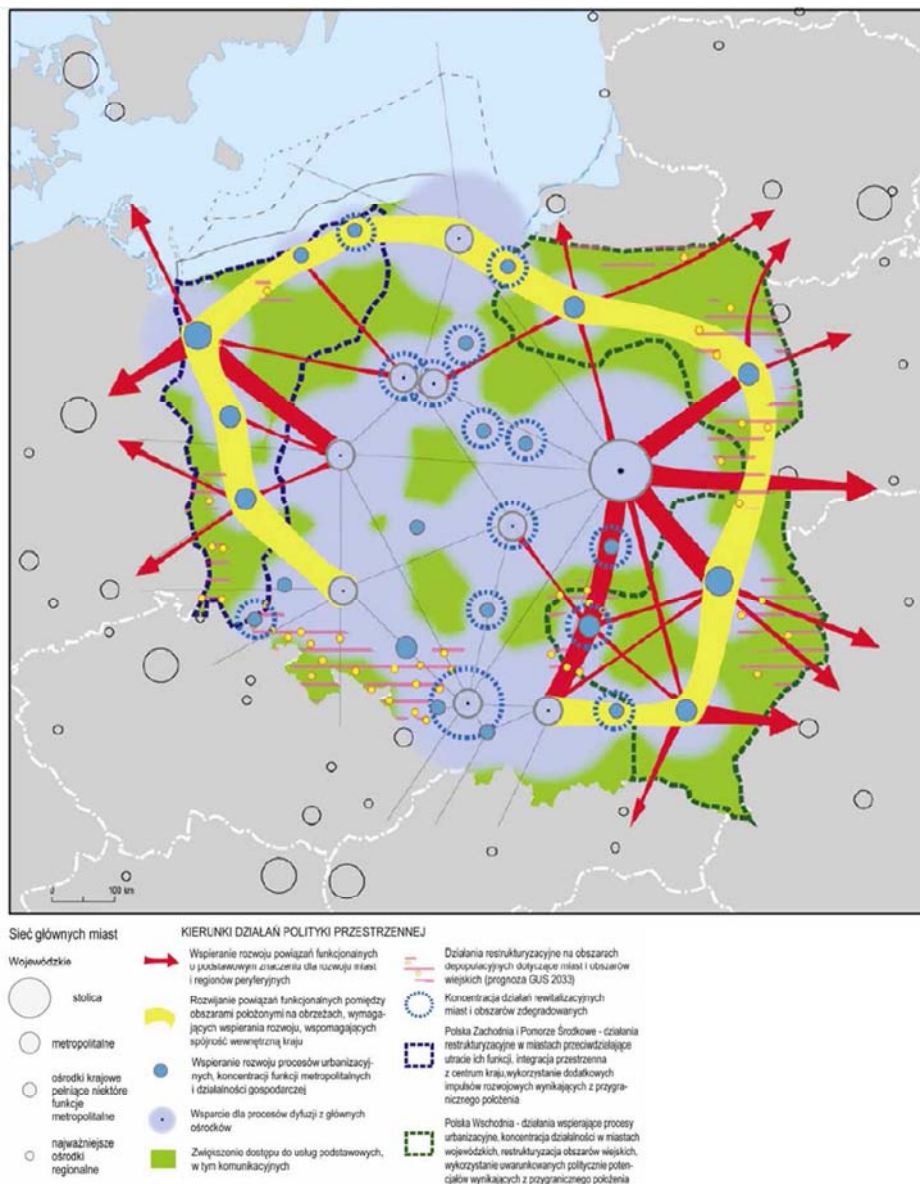 0 100 km
Sieć głównych miast
Wojewódzkie
stolica
metropolitalne
ośrodki krajowe
pełniące niektóre
funkcje
metropolitalne
najważniejsze
ośrodki
regionalne
KIERUNKI DZIAŁAŃ POLITYKI PRZESTRZENNEJ
Wspieranie rozwoju powiązań funkcjonalnych
o podstawowym znaczeniu dla rozwoju miast
i regionów peryferyjnych
Rozwijanie powiązań funkcjonalnych pomiędzy
obszarami położonymi na obrzeżach, wymaga-
jących wspierania rozwoju, wspomagających
spójność wewnętrzną kraju
Wspieranie rozwoju procesów urbanizacyj-
nych, koncentracji funkcji metropolitalnych
i działalności gospodarczej
Wsparcie dla procesów dyfuzji z głównych
ośrodków
Zwiększenie dostępu do usług podstawowych,
w tym komunikacyjnych
Działania restrukturyzacyjne na obszarach
depopulacyjnych dotyczące miast i obszarów
wiejskich (prognoza GUS 2033)
Koncentracja działań rewitalizacyjnych
miast i obszarów zdegradowanych
Polska Zachodnia i Pomorze Środkowe - działania
restrukturyzacyjne w miastach przeciwdziałające
utracie ich funkcji, integracja przestrzenna
z centrum kraju,wykorzystanie dodatkowych
impulsów rozwojowych wynikających z przygra-
nicznego położenia
Polska Wschodnia - działania wspierające procesy
urbanizacyjne, koncentracja działalności w miastach
wojewódzkich, restrukturyzacja obszarów wiejskich,
wykorzystanie uwarunkowanych politycznie poten-
cjałów wynikających z przygranicznego położenia